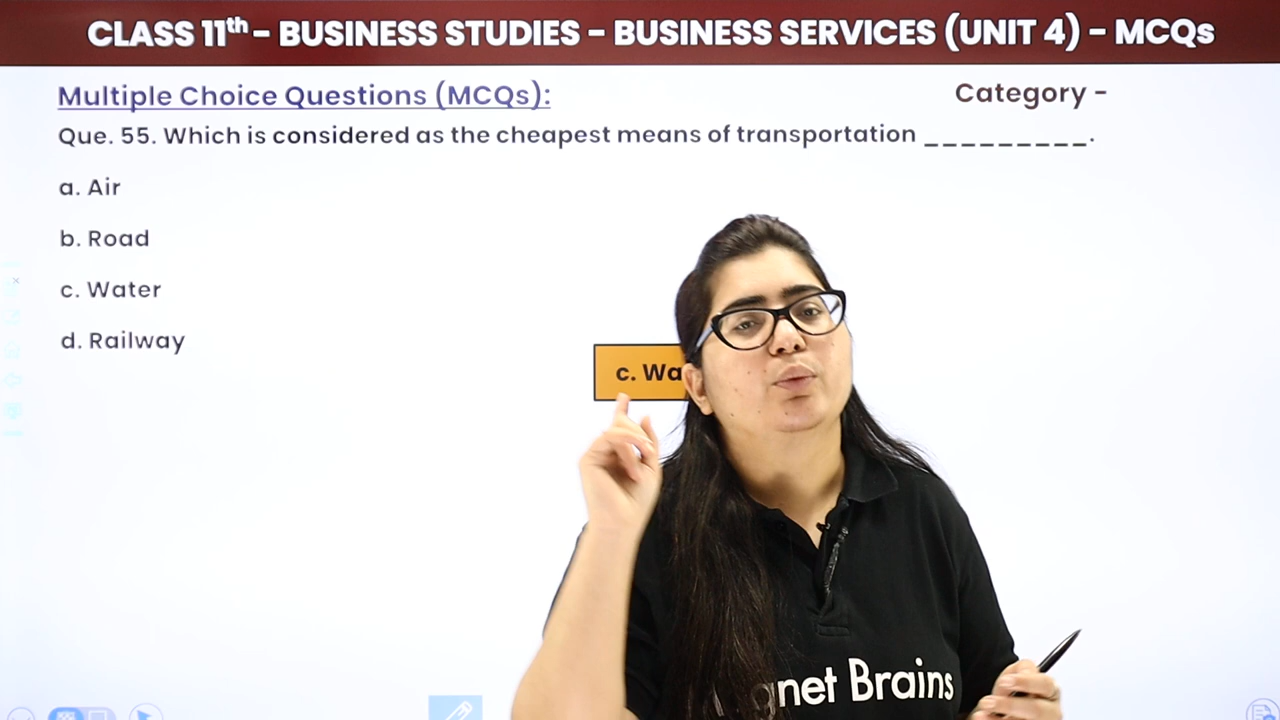 CLASS 11th – BUSINESS STUDIES – BUSINESS SERVICES (UNIT 4) – MCQs
Multiple Choice Questions (MCQs):
Category -
Que. 55. Which is considered as the cheapest means of transportation _________.
a. Air
b. Road
c. Water
d. Railway
c. Wa
net Brains